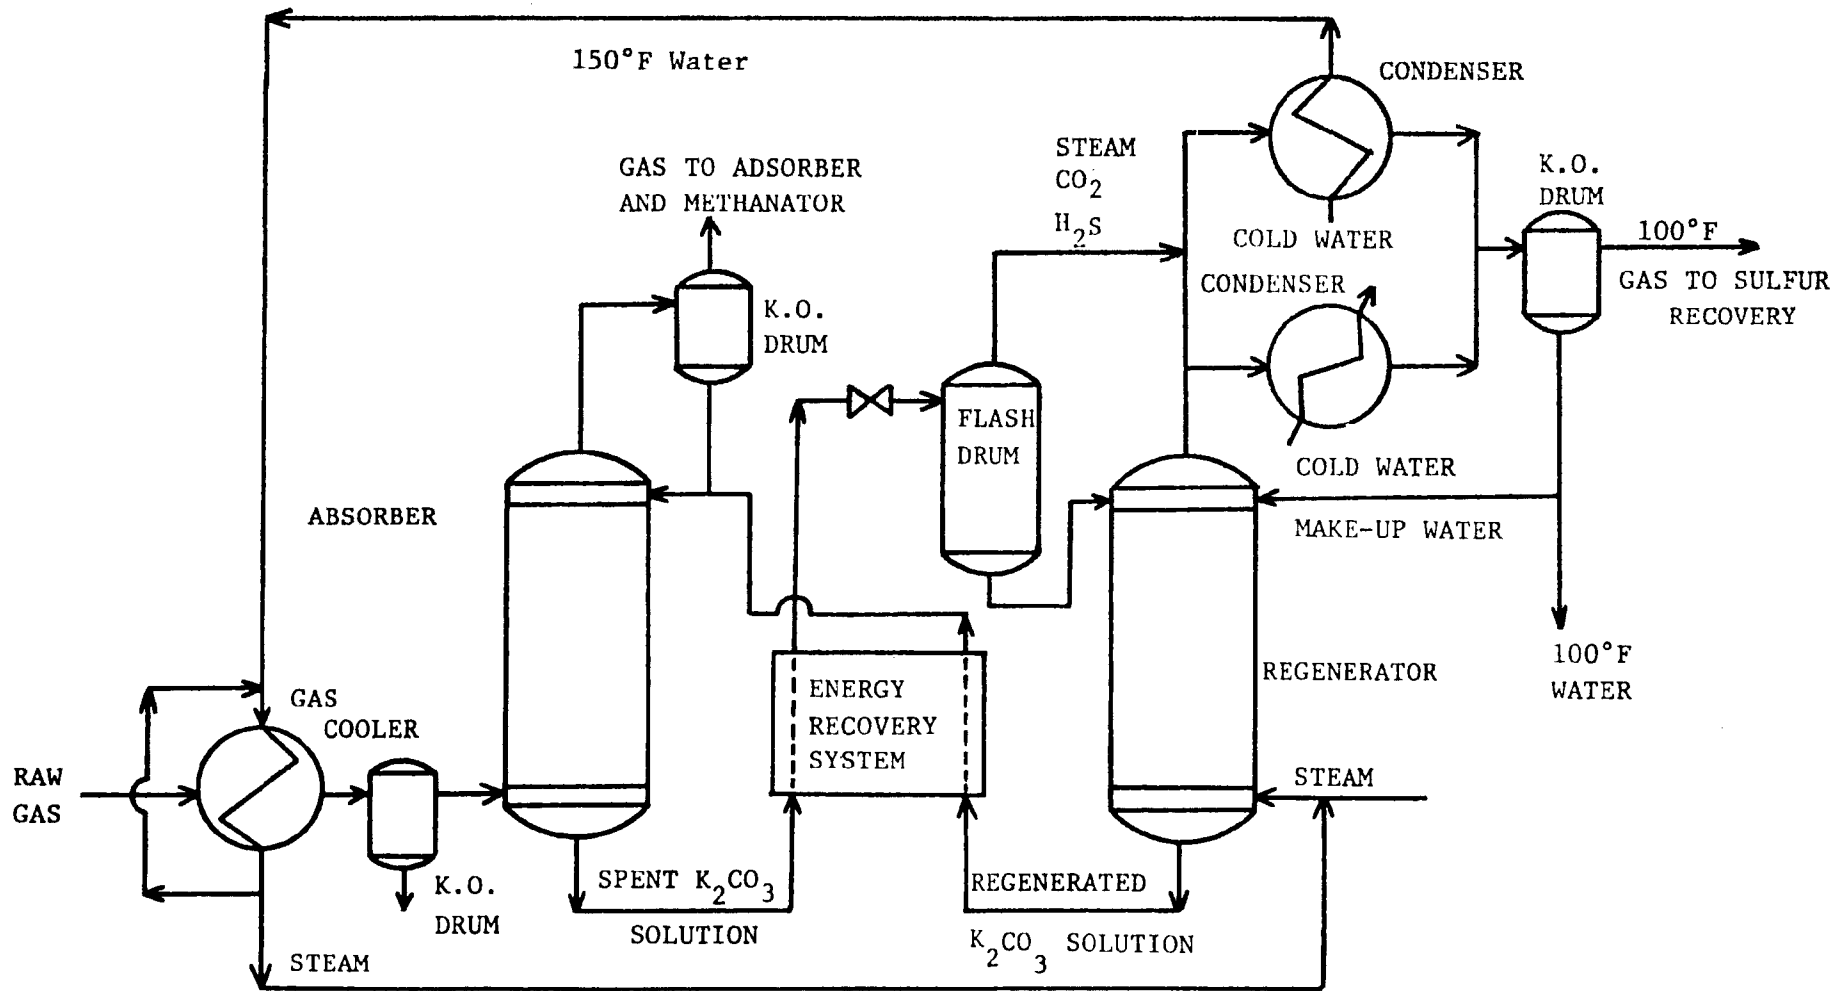 150°F Water
CONDENSER
GAS TO ADSORBER
AND METHANATOR
STEAM
CO2
H2S
K.O.
DRUM
COLD WATER
100°F
GAS TO SULFUR
RECOVERY
CONDENSER
K.O.
DRUM
FLASH
DRUM
COLD WATER
ABSORBER
MAKE-UP WATER
100°F
WATER
REGENERATOR
GAS
COOLER
ENERGY
RECOVERY
SYSTEM
RAW
GAS
STEAM
K.O.
DRUM
SPENT K2CO3
SOLUTION
REGENERATED
K2CO3 SOLUTION
STEAM